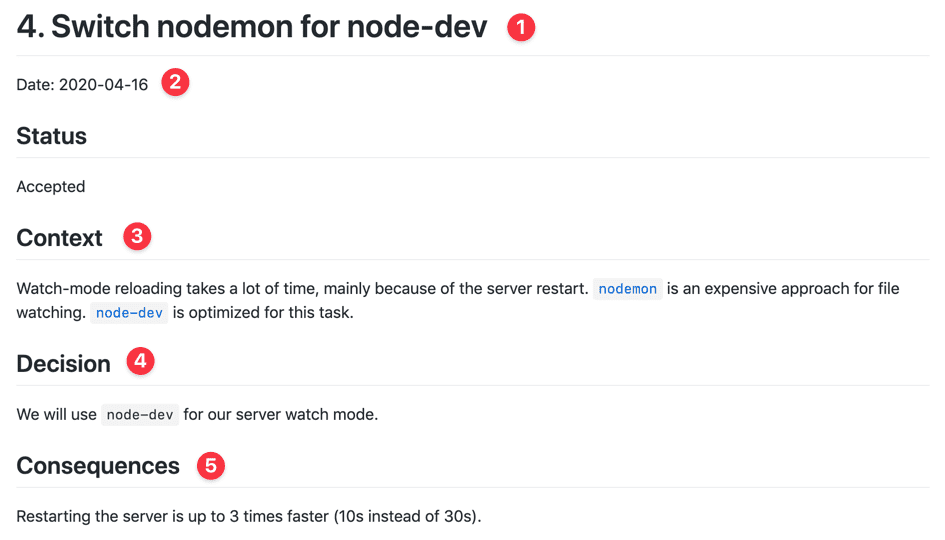 4. Switch nodemon for node-dev 1
Date: 2020-04-16 2
Status
Accepted
Context 3
Watch-mode reloading takes a lot of time, mainly because of the server restart. nodemon is an expensive approach for file
watching. node-dev is optimized for this task.
Decision 4
We will use node-dev for our server watch mode.
Consequences 5
Restarting the server is up to 3 times faster (10s instead of 30s).